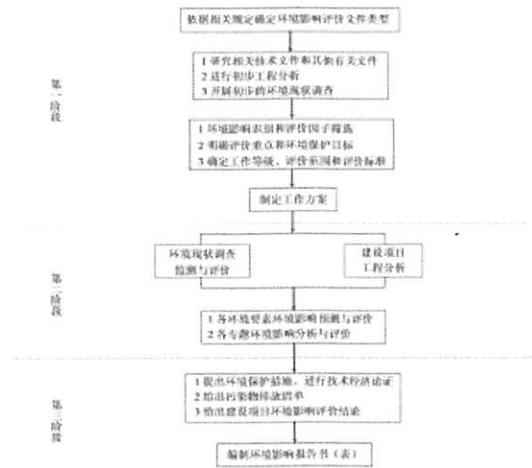 依据相关规定确定环境影响评价文件类型
1 研究相关技术文件和其他有关文件
2 进行初步工程分析
3 开展初步的环境现状调查
第一阶段
1 环境影响识别和评价因子筛选
2 明确评价重点和环境保护目标
3 确定工作等级、评价范围和评价标准
制定工作方案
环境现状调查
监测与评价
建设项目
工程分析
第二阶段
1 各环境要素环境影响预测与评价
2 各专题环境影响分析与评价
1 提出环境保护措施，进行技术经济论证
2 给出污染物排放清单
3 给出建设项目环境影响评价结论
第三阶段
编制环境影响报告书（表）